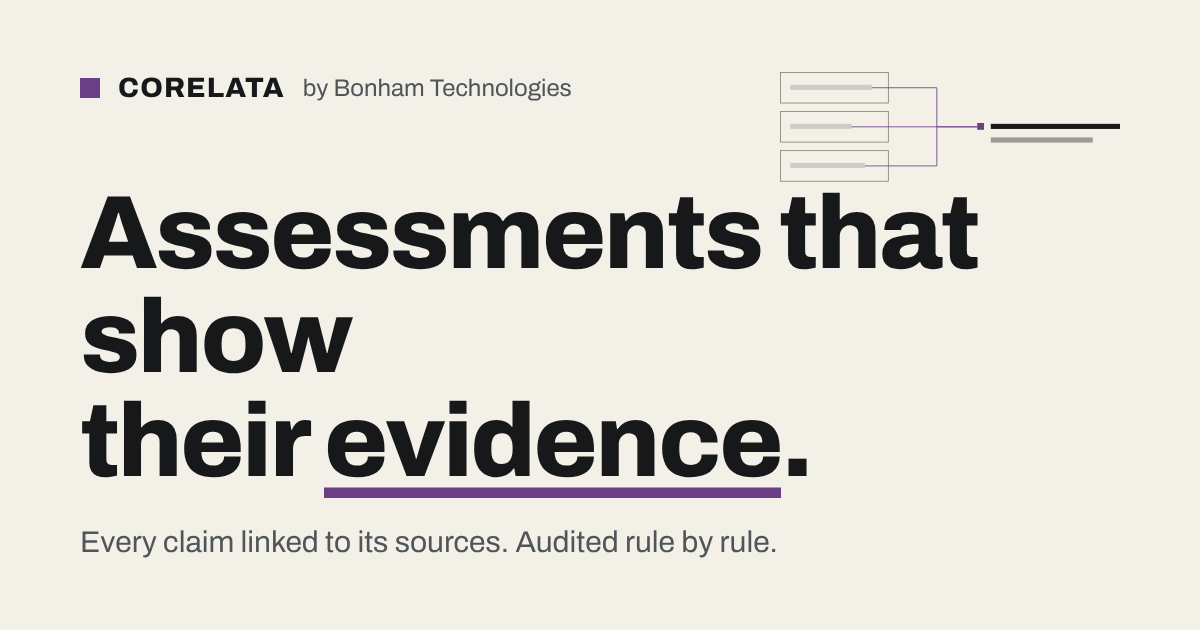 CORELATA by Bonham Technologies
Assessments that
show
their evidence.
Every claim linked to its sources. Audited rule by rule.